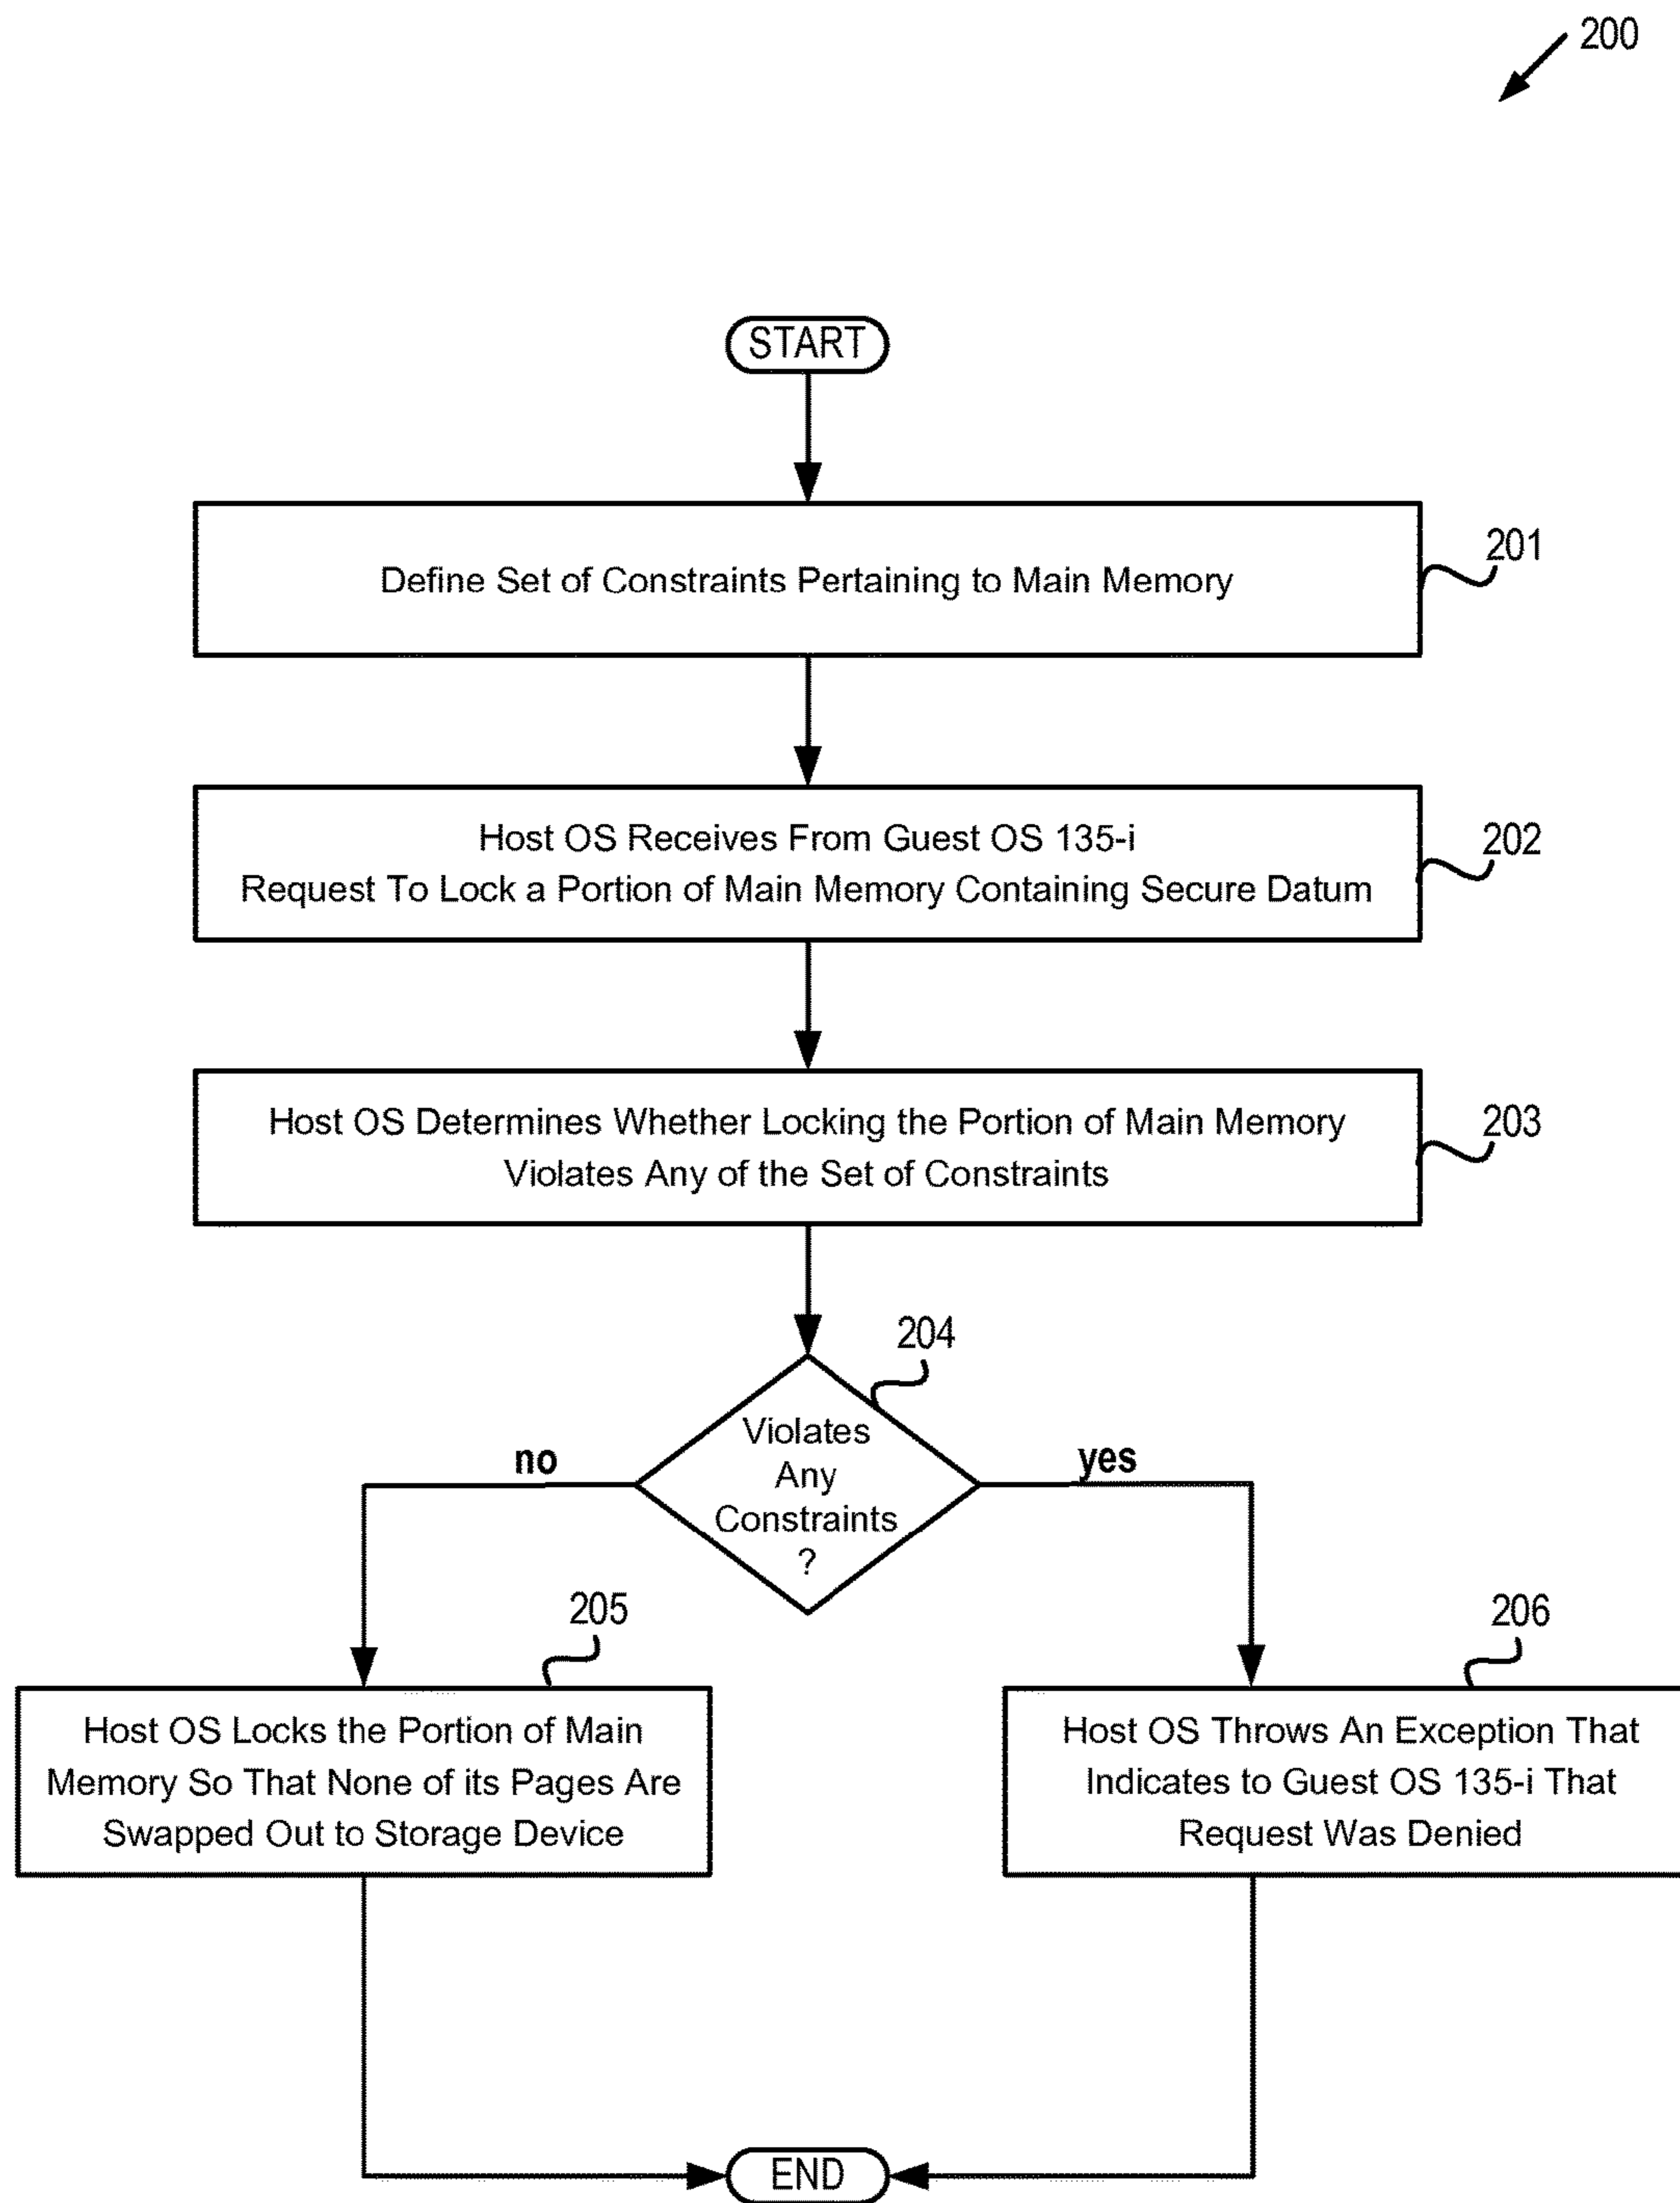 200
START
Define Set of Constraints Pertaining to Main Memory
201
Host OS Receives From Guest OS 135-i
Request To Lock a Portion of Main Memory Containing Secure Datum
202
Host OS Determines Whether Locking the Portion of Main Memory
Violates Any of the Set of Constraints
203
204
Violates
Any
Constraints
?
no
yes
205
Host OS Locks the Portion of Main
Memory So That None of its Pages Are
Swapped Out to Storage Device
206
Host OS Throws An Exception That
Indicates to Guest OS 135-i That
Request Was Denied
END